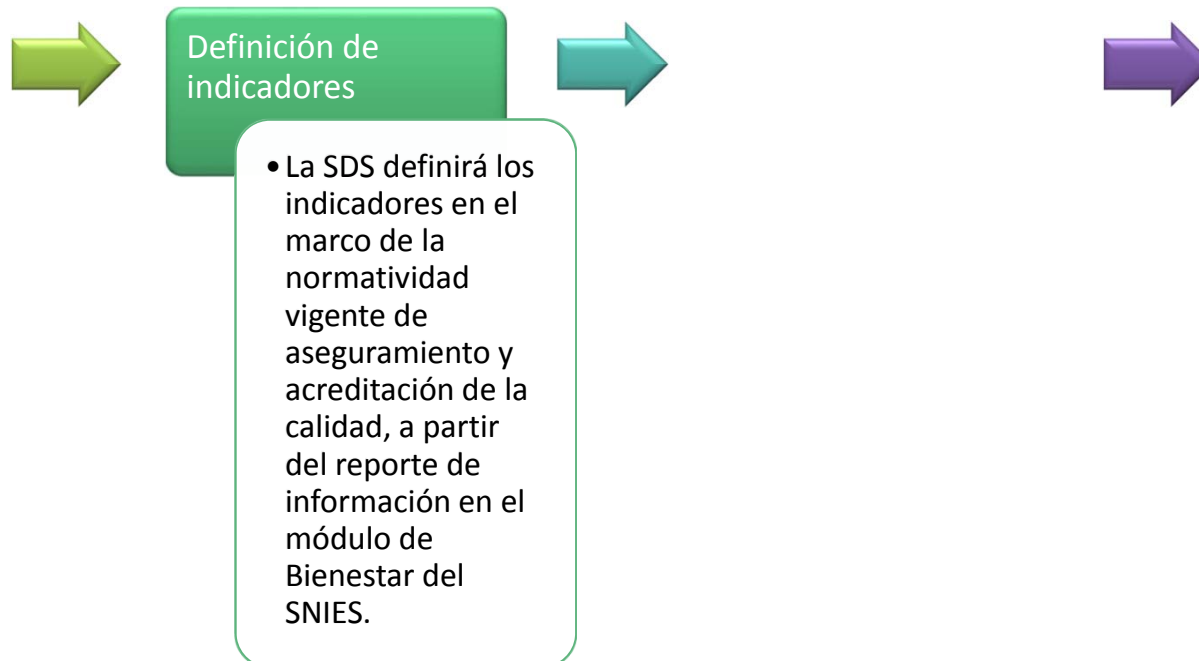 Definición de
indicadores
•La SDS definirá los
indicadores en el
marco de la
normatividad
vigente de
aseguramiento y
acreditación de la
calidad, a partir
del reporte de
información en el
módulo de
Bienestar del
SNIES.